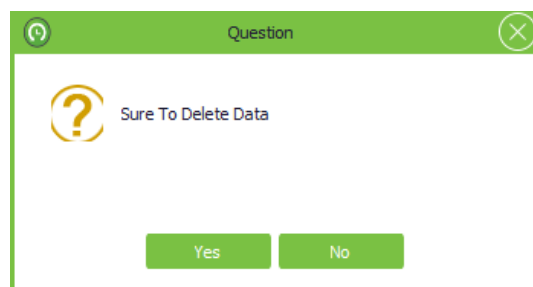 Question
Sure To Delete Data
Yes
No